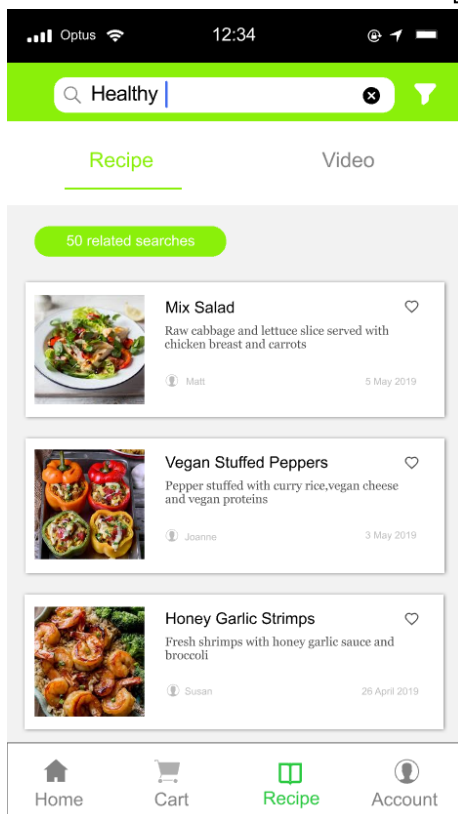 Optus 12:34
Healthy
Recipe Video
50 related searches
Mix Salad
Raw cabbage and lettuce slice served with
chicken breast and carrots
Matt 5 May 2019
Vegan Stuffed Peppers
Pepper stuffed with curry rice,vegan cheese
and vegan proteins
Joanne 3 May 2019
Honey Garlic Strimps
Fresh shrimps with honey garlic sauce and
broccoli
Susan 26 April 2019
Home Cart Recipe Account